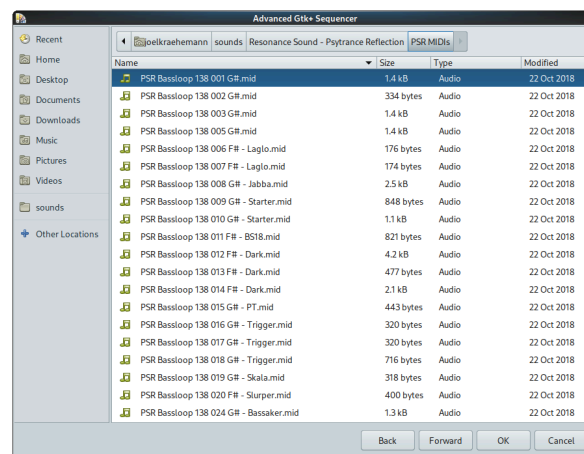 Advanced Gtk+ Sequencer
Recent
Home
Desktop
Documents
Downloads
Music
Pictures
Videos
sounds
Other Locations
joelkraehemann sounds Resonance Sound - Psytrance Reflection PSR MIDIs
Name Size Type Modified
PSR Bassloop 138 001 G#.mid 1.4 kB Audio 22 Oct 2018
PSR Bassloop 138 002 G#.mid 334 bytes Audio 22 Oct 2018
PSR Bassloop 138 003 G#.mid 1.4 kB Audio 22 Oct 2018
PSR Bassloop 138 005 G#.mid 1.4 kB Audio 22 Oct 2018
PSR Bassloop 138 006 F# - Laglo.mid 176 bytes Audio 22 Oct 2018
PSR Bassloop 138 007 F# - Laglo.mid 174 bytes Audio 22 Oct 2018
PSR Bassloop 138 008 G# - Jabba.mid 2.5 kB Audio 22 Oct 2018
PSR Bassloop 138 009 G# - Starter.mid 848 bytes Audio 22 Oct 2018
PSR Bassloop 138 010 G# - Starter.mid 1.1 kB Audio 22 Oct 2018
PSR Bassloop 138 011 F# - BS18.mid 821 bytes Audio 22 Oct 2018
PSR Bassloop 138 012 F# - Dark.mid 4.2 kB Audio 22 Oct 2018
PSR Bassloop 138 013 F# - Dark.mid 477 bytes Audio 22 Oct 2018
PSR Bassloop 138 014 F# - Dark.mid 2.1 kB Audio 22 Oct 2018
PSR Bassloop 138 015 G# - PT.mid 443 bytes Audio 22 Oct 2018
PSR Bassloop 138 016 G# - Trigger.mid 320 bytes Audio 22 Oct 2018
PSR Bassloop 138 017 G# - Trigger.mid 320 bytes Audio 22 Oct 2018
PSR Bassloop 138 018 G# - Trigger.mid 716 bytes Audio 22 Oct 2018
PSR Bassloop 138 019 G# - Skala.mid 318 bytes Audio 22 Oct 2018
PSR Bassloop 138 020 F# - Slurper.mid 400 bytes Audio 22 Oct 2018
PSR Bassloop 138 024 G# - Bassaker.mid 1.3 kB Audio 22 Oct 2018
Back Forward OK Cancel